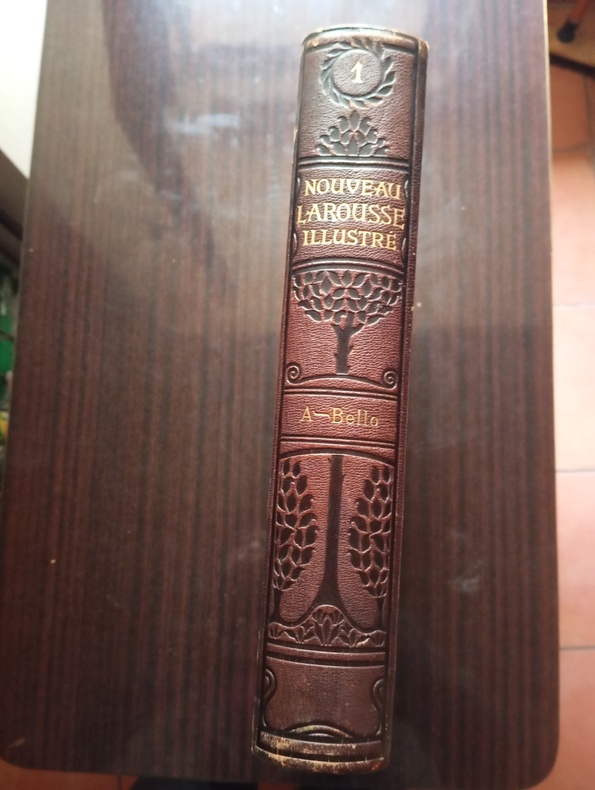 1
NOUVEAU
LAROUSSE
ILLUSTRÉ
A—Bello